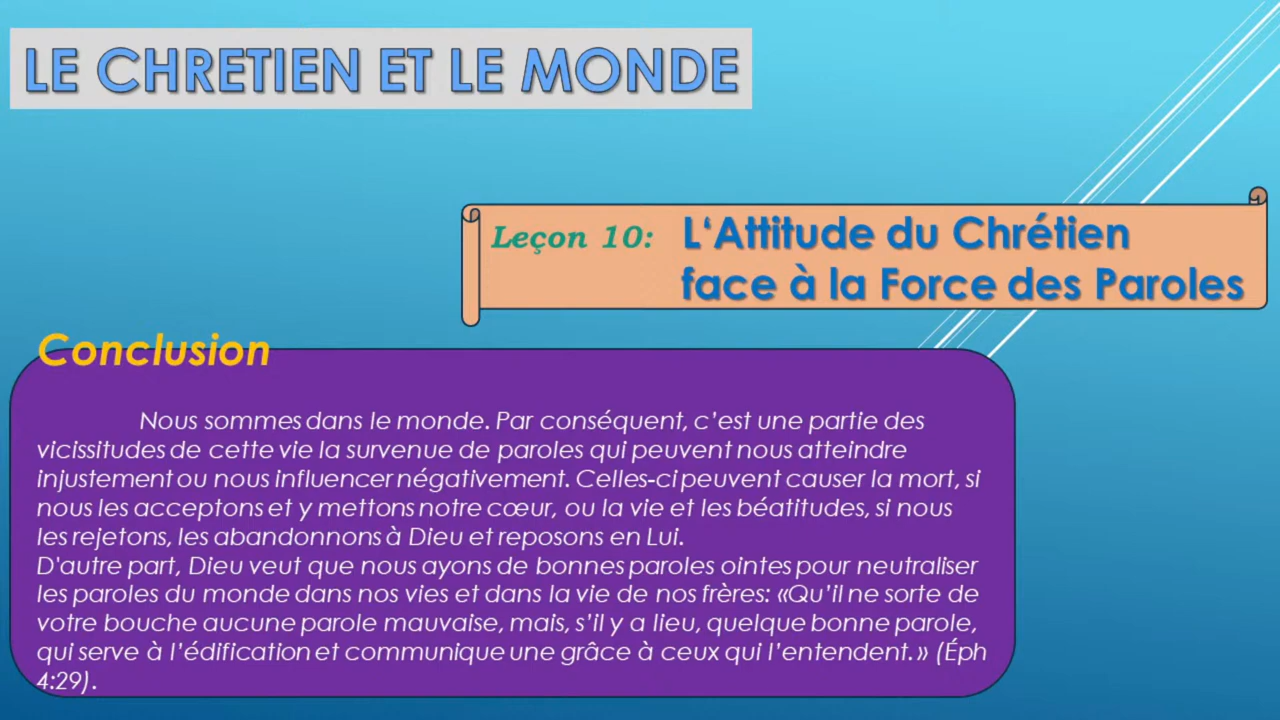 LE CHRETIEN ET LE MONDE
Leçon 10: L‘Attitude du Chrétien
face à la Force des Paroles
Conclusion
Nous sommes dans le monde. Par conséquent, c’est une partie des
vicissitudes de cette vie la survenue de paroles qui peuvent nous atteindre
injustement ou nous influencer négativement. Celles-ci peuvent causer la mort, si
nous les acceptons et y mettons notre cœur, ou la vie et les béatitudes, si nous
les rejetons, les abandonnons à Dieu et reposons en Lui.
D'autre part, Dieu veut que nous ayons de bonnes paroles ointes pour neutraliser
les paroles du monde dans nos vies et dans la vie de nos frères: «Qu’il ne sorte de
votre bouche aucune parole mauvaise, mais, s’il y a lieu, quelque bonne parole,
qui serve à l’édification et communique une grâce à ceux qui l’entendent.» (Éph
4:29).